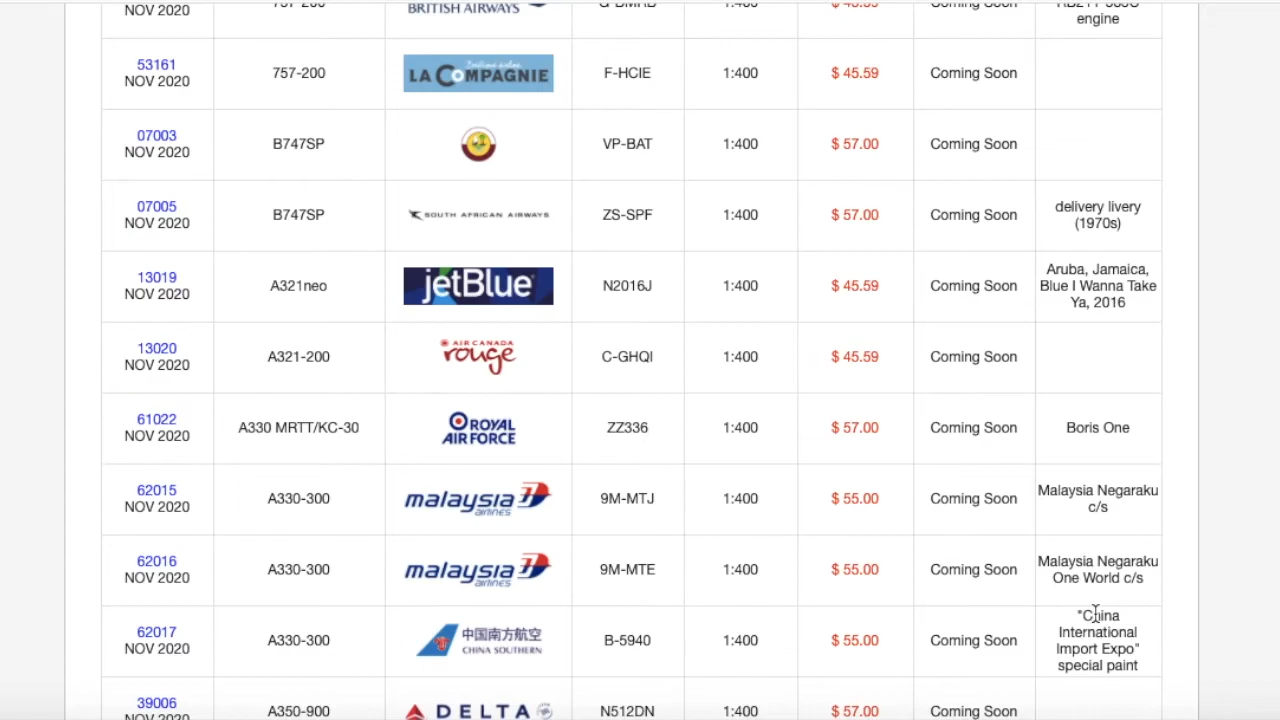 NOV 2020
757-200
BRITISH AIRWAYS
engine
53161
NOV 2020
757-200
LA COMPAGNIE
F-HCIE
1:400
$ 45.59
Coming Soon
07003
NOV 2020
B747SP
VP-BAT
1:400
$ 57.00
Coming Soon
07005
NOV 2020
B747SP
SOUTH AFRICAN AIRWAYS
ZS-SPF
1:400
$ 57.00
Coming Soon
delivery livery
(1970s)
13019
NOV 2020
A321neo
jetBlue
N2016J
1:400
$ 45.59
Coming Soon
Aruba, Jamaica,
Blue I Wanna Take
Ya, 2016
13020
NOV 2020
A321-200
AIR CANADA
rouge
C-GHQI
1:400
$ 45.59
Coming Soon
61022
NOV 2020
A330 MRTT/KC-30
ROYAL
AIR FORCE
ZZ336
1:400
$ 57.00
Coming Soon
Boris One
62015
NOV 2020
A330-300
malaysia
airlines
9M-MTJ
1:400
$ 55.00
Coming Soon
Malaysia Negaraku
c/s
62016
NOV 2020
A330-300
malaysia
airlines
9M-MTE
1:400
$ 55.00
Coming Soon
Malaysia Negaraku
One World c/s
62017
NOV 2020
A330-300
中国南方航空
CHINA SOUTHERN
B-5940
1:400
$ 55.00
Coming Soon
"China
International
Import Expo"
special paint
39006
NOV 2020
A350-900
DELTA
N512DN
1:400
$ 57.00
Coming Soon